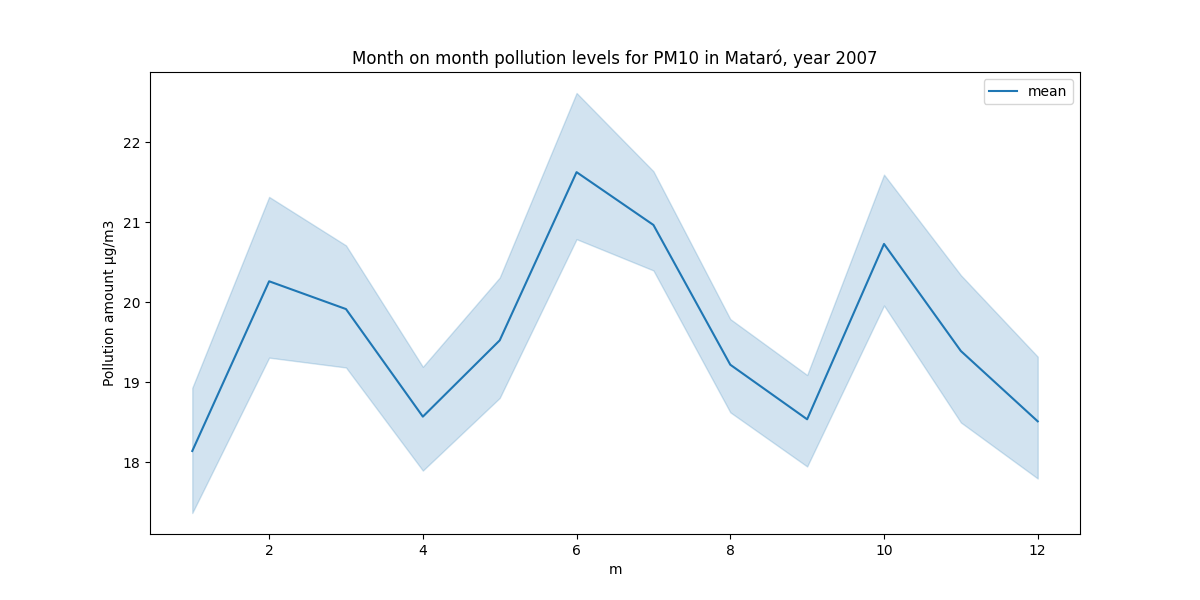 Month on month pollution levels for PM10 in Mataró, year 2007
mean
22
21
20
19
18
Pollution amount µg/m3
2 4 6 8 10 12
m